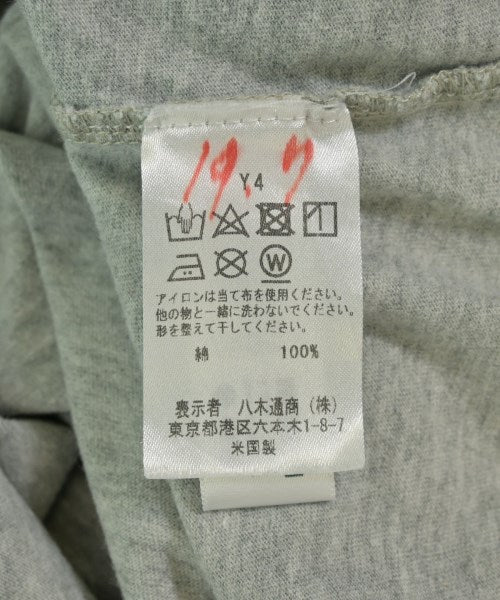 19.7
Y4
W
アイロンは当て布を使用ください。
他の物と一緒に洗わないでください。
形を整えて干してください。
綿 100%
表示者 八木通商(株)
東京都港区六本木1-8-7
米国製